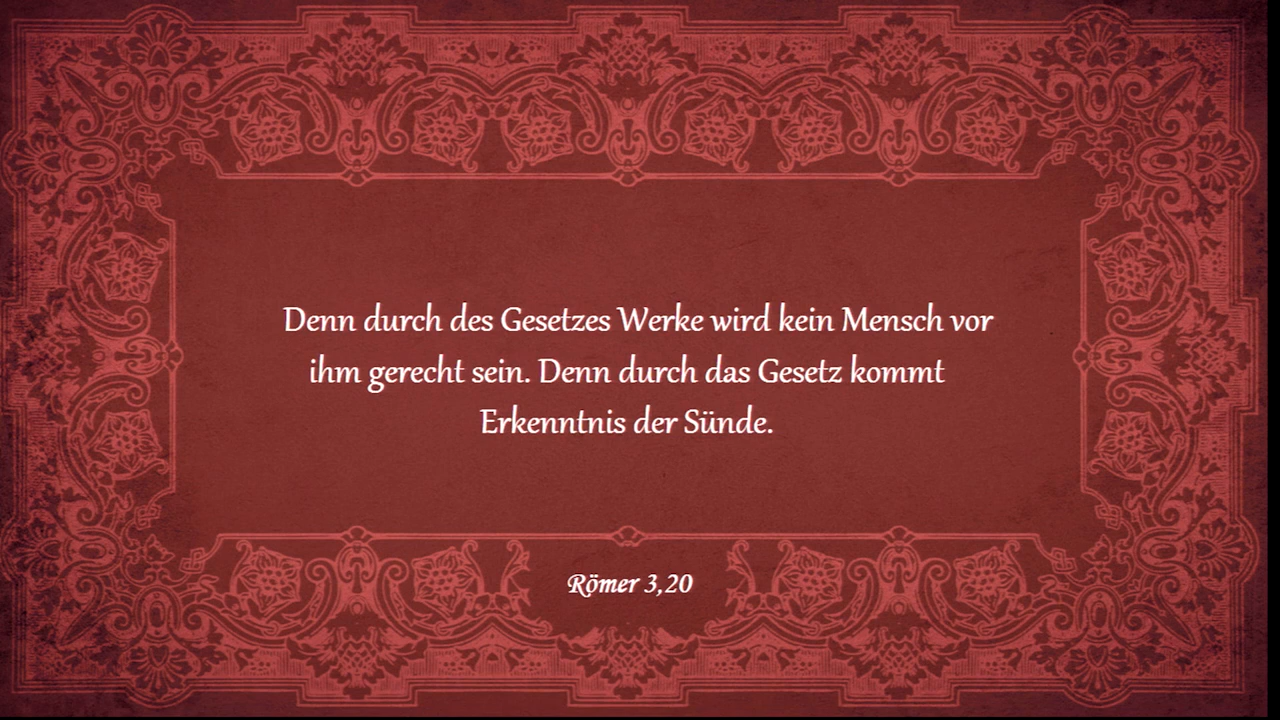 Denn durch des Gesetzes Werke wird kein Mensch vor
ihm gerecht sein. Denn durch das Gesetz kommt
Erkenntnis der Sünde.
Römer 3,20